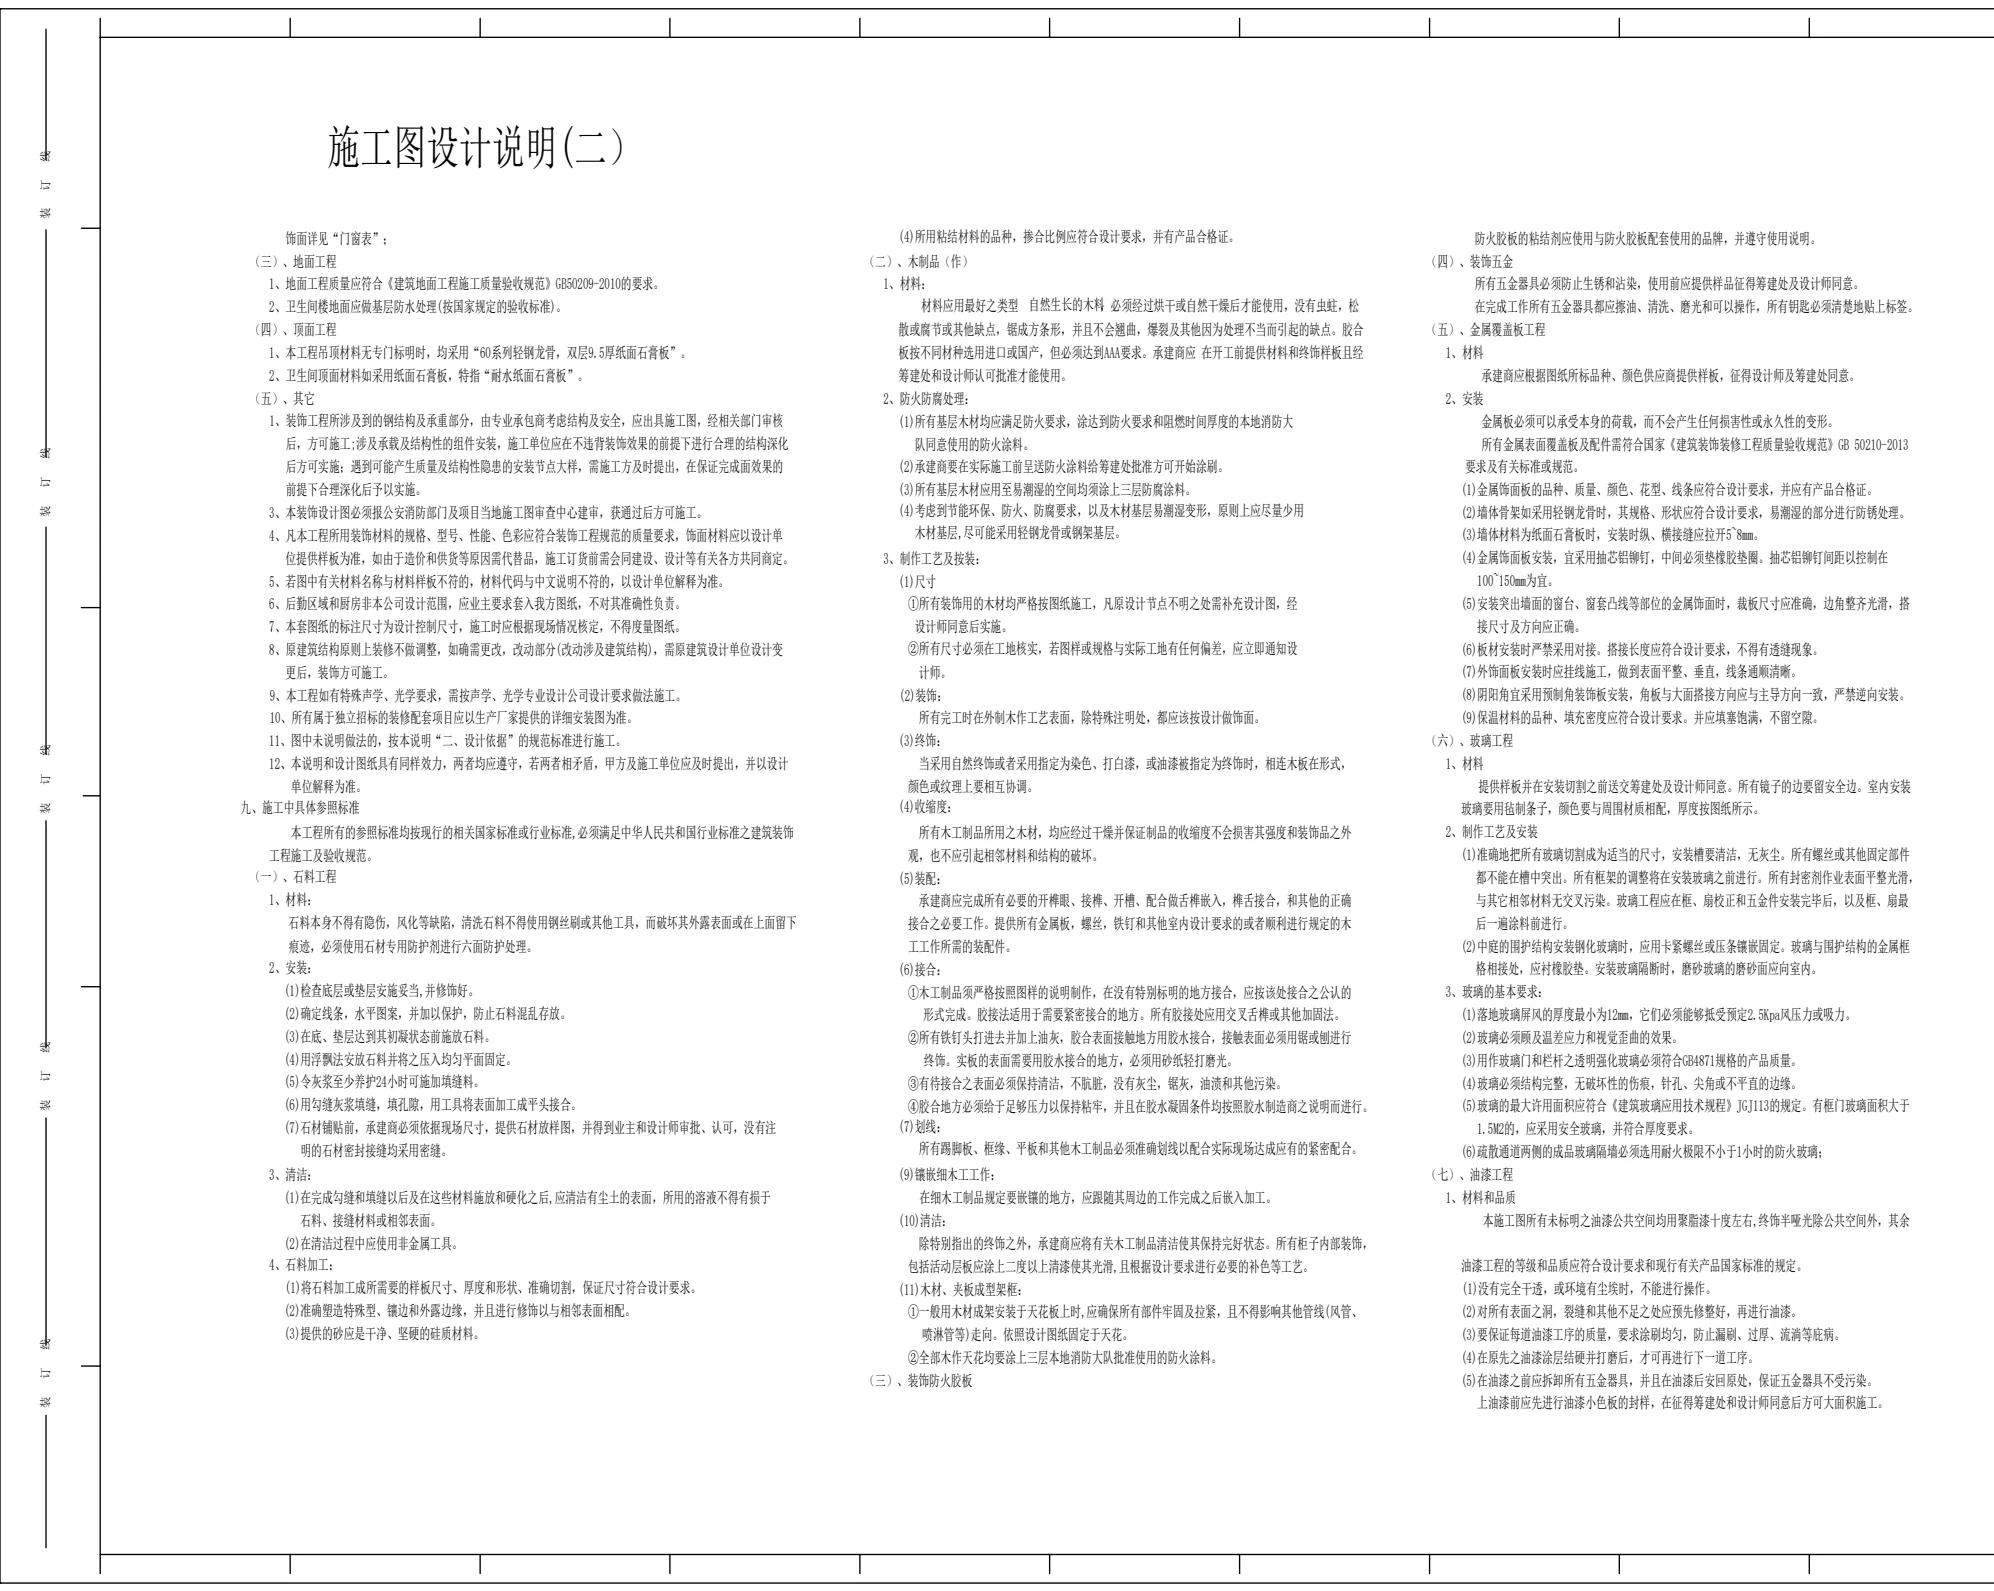 施工图设计说明(二)
饰面详见“门窗表”;
(三)、地面工程
1、地面工程质量应符合《建筑地面工程施工质量验收规范》GB50209-2010的要求。
2、卫生间楼地面应做基层防水处理(按国家规定的验收标准)。
(四)、顶面工程
1、本工程吊顶材料无专门标明时，均采用“60系列轻钢龙骨，双层9.5厚纸面石膏板”。
2、卫生间顶面材料如采用纸面石膏板，特指“耐水纸面石膏板”。
(五)、其它
1、装饰工程所涉及到的钢结构及承重部分，由专业承包商考虑结构及安全，应出具施工图，经相关部门审核
后，方可施工;涉及承载及结构性的组件安装，施工单位应在不违背装饰效果的前提下进行合理的结构深化
后方可实施；遇到可能产生质量及结构性隐患的安装节点大样，需施工方及时提出，在保证完成面效果的
前提下合理深化后予以实施。
3、本装饰设计图必须报公安消防部门及项目当地施工图审查中心建审，获通过后方可施工。
4、凡本工程所用装饰材料的规格、型号、性能、色彩应符合装饰工程规范的质量要求，饰面材料应以设计单
位提供样板为准，如由于造价和供货等原因需代替品，施工订货前需会同建设、设计等有关各方共同商定。
5、若图中有关材料名称与材料样板不符的，材料代码与中文说明不符的，以设计单位解释为准。
6、后勤区域和厨房非本公司设计范围，应业主要求套入我方图纸，不对其准确性负责。
7、本套图纸的标注尺寸为设计控制尺寸，施工时应根据现场情况核定，不得度量图纸。
8、原建筑结构原则上装修不做调整，如确需更改，改动部分(改动涉及建筑结构)，需原建筑设计单位设计变
更后，装饰方可施工。
9、本工程如有特殊声学、光学要求，需按声学、光学专业设计公司设计要求做法施工。
10、所有属于独立招标的装修配套项目应以生产厂家提供的详细安装图为准。
11、图中未说明做法的，按本说明“二、设计依据”的规范标准进行施工。
12、本说明和设计图纸具有同样效力，两者均应遵守，若两者相矛盾，甲方及施工单位应及时提出，并以设计
单位解释为准。
九、施工中具体参照标准
本工程所有的参照标准均按现行的相关国家标准或行业标准,必须满足中华人民共和国行业标准之建筑装饰
工程施工及验收规范。
(一)、石料工程
1、材料:
石料本身不得有隐伤，风化等缺陷，清洗石料不得使用钢丝刷或其他工具，而破坏其外露表面或在上面留下
痕迹，必须使用石材专用防护剂进行六面防护处理。
2、安装:
(1)检查底层或垫层安施妥当,并修饰好。
(2)确定线条，水平图案，并加以保护，防止石料混乱存放。
(3)在底、垫层达到其初凝状态前施放石料。
(4)用浮飘法安放石料并将之压入均匀平面固定。
(5)令灰浆至少养护24小时可施加填缝料。
(6)用勾缝灰浆填缝，填孔隙，用工具将表面加工成平头接合。
(7)石材铺贴前，承建商必须依据现场尺寸，提供石材放样图，并得到业主和设计师审批、认可，没有注
明的石材密封接缝均采用密缝。
3、清洁:
(1)在完成勾缝和填缝以后及在这些材料施放和硬化之后,应清洁有尘土的表面，所用的溶液不得有损于
石料、接缝材料或相邻表面。
(2)在清洁过程中应使用非金属工具。
4、石料加工:
(1)将石料加工成所需要的样板尺寸、厚度和形状、准确切割，保证尺寸符合设计要求。
(2)准确塑造特殊型、镶边和外露边缘，并且进行修饰以与相邻表面相配。
(3)提供的砂应是干净、坚硬的硅质材料。
(4)所用粘结材料的品种，掺合比例应符合设计要求，并有产品合格证。
(二)、木制品(作)
1、材料:
材料应用最好之类型 自然生长的木料 必须经过烘干或自然干燥后才能使用，没有虫蛀，松
散或腐节或其他缺点，锯成方条形，并且不会翘曲，爆裂及其他因为处理不当而引起的缺点。胶合
板按不同材种选用进口或国产，但必须达到AAA要求。承建商应 在开工前提供材料和终饰样板且经
筹建处和设计师认可批准才能使用。
2、防火防腐处理:
(1)所有基层木材均应满足防火要求，涂达到防火要求和阻燃时间厚度的本地消防大
队同意使用的防火涂料。
(2)承建商要在实际施工前呈送防火涂料给筹建处批准方可开始涂刷。
(3)所有基层木材应用至易潮湿的空间均须涂上三层防腐涂料。
(4)考虑到节能环保、防火、防腐要求，以及木材基层易潮湿变形，原则上应尽量少用
木材基层,尽可能采用轻钢龙骨或钢架基层。
3、制作工艺及按装:
(1)尺寸
①所有装饰用的木材均严格按图纸施工，凡原设计节点不明之处需补充设计图，经
设计师同意后实施。
②所有尺寸必须在工地核实，若图样或规格与实际工地有任何偏差，应立即通知设
计师。
(2)装饰:
所有完工时在外制木作工艺表面，除特殊注明处，都应该按设计做饰面。
(3)终饰:
当采用自然终饰或者采用指定为染色、打白漆，或油漆被指定为终饰时，相连木板在形式，
颜色或纹理上要相互协调。
(4)收缩度:
所有木工制品所用之木材，均应经过干燥并保证制品的收缩度不会损害其强度和装饰品之外
观，也不应引起相邻材料和结构的破坏。
(5)装配:
承建商应完成所有必要的开榫眼、接榫、开槽、配合做舌榫嵌入，榫舌接合，和其他的正确
接合之必要工作。提供所有金属板，螺丝，铁钉和其他室内设计要求的或者顺利进行规定的木
工工作所需的装配件。
(6)接合:
①木工制品须严格按照图样的说明制作，在没有特别标明的地方接合，应按该处接合之公认的
形式完成。胶接法适用于需要紧密接合的地方。所有胶接处应用交叉舌榫或其他加固法。
②所有铁钉头打进去并加上油灰，胶合表面接触地方用胶水接合，接触表面必须用锯或刨进行
终饰。实板的表面需要用胶水接合的地方，必须用砂纸轻打磨光。
③有待接合之表面必须保持清洁，不肮脏，没有灰尘，锯灰，油渍和其他污染。
④胶合地方必须给于足够压力以保持粘牢，并且在胶水凝固条件均按照胶水制造商之说明而进行。
(7)划线:
所有踢脚板、框缘、平板和其他木工制品必须准确划线以配合实际现场达成应有的紧密配合。
(9)镶嵌细木工工作:
在细木工制品规定要嵌镶的地方，应跟随其周边的工作完成之后嵌入加工。
(10)清洁:
除特别指出的终饰之外，承建商应将有关木工制品清洁使其保持完好状态。所有柜子内部装饰，
包括活动层板应涂上二度以上清漆使其光滑,且根据设计要求进行必要的补色等工艺。
(11)木材、夹板成型架框:
①一般用木材成架安装于天花板上时,应确保所有部件牢固及拉紧，且不得影响其他管线(风管、
喷淋管等)走向。依照设计图纸固定于天花。
②全部木作天花均要涂上三层本地消防大队批准使用的防火涂料。
(三)、装饰防火胶板
防火胶板的粘结剂应使用与防火胶板配套使用的品牌，并遵守使用说明。
(四)、装饰五金
所有五金器具必须防止生锈和沾染，使用前应提供样品征得筹建处及设计师同意。
在完成工作所有五金器具都应擦油、清洗、磨光和可以操作，所有钥匙必须清楚地贴上标签。
(五)、金属覆盖板工程
1、材料
承建商应根据图纸所标品种、颜色供应商提供样板，征得设计师及筹建处同意。
2、安装
金属板必须可以承受本身的荷载，而不会产生任何损害性或永久性的变形。
所有金属表面覆盖板及配件需符合国家《建筑装饰装修工程质量验收规范》GB 50210-2013
要求及有关标准或规范。
(1)金属饰面板的品种、质量、颜色、花型、线条应符合设计要求，并应有产品合格证。
(2)墙体骨架如采用轻钢龙骨时，其规格、形状应符合设计要求，易潮湿的部分进行防锈处理。
(3)墙体材料为纸面石膏板时，安装时纵、横接缝应拉开5~8mm。
(4)金属饰面板安装，宜采用抽芯铝铆钉，中间必须垫橡胶垫圈。抽芯铝铆钉间距以控制在
100~150mm为宜。
(5)安装突出墙面的窗台、窗套凸线等部位的金属饰面时，裁板尺寸应准确，边角整齐光滑，搭
接尺寸及方向应正确。
(6)板材安装时严禁采用对接。搭接长度应符合设计要求，不得有透缝现象。
(7)外饰面板安装时应挂线施工，做到表面平整、垂直，线条通顺清晰。
(8)阴阳角宜采用预制角装饰板安装，角板与大面搭接方向应与主导方向一致，严禁逆向安装。
(9)保温材料的品种、填充密度应符合设计要求。并应填塞饱满，不留空隙。
(六)、玻璃工程
1、材料
提供样板并在安装切割之前送交筹建处及设计师同意。所有镜子的边要留安全边。室内安装
玻璃要用毡制条子，颜色要与周围材质相配，厚度按图纸所示。
2、制作工艺及安装
(1)准确地把所有玻璃切割成为适当的尺寸，安装槽要清洁，无灰尘。所有螺丝或其他固定部件
都不能在槽中突出。所有框架的调整将在安装玻璃之前进行。所有封密剂作业表面平整光滑，
与其它相邻材料无交叉污染。玻璃工程应在框、扇校正和五金件安装完毕后，以及框、扇最
后一遍涂料前进行。
(2)中庭的围护结构安装钢化玻璃时，应用卡紧螺丝或压条镶嵌固定。玻璃与围护结构的金属框
格相接处，应衬橡胶垫。安装玻璃隔断时，磨砂玻璃的磨砂面应向室内。
3、玻璃的基本要求:
(1)落地玻璃屏风的厚度最小为12mm，它们必须能够抵受预定2.5Kpa风压力或吸力。
(2)玻璃必须顾及温差应力和视觉歪曲的效果。
(3)用作玻璃门和栏杆之透明强化玻璃必须符合GB4871规格的产品质量。
(4)玻璃必须结构完整，无破坏性的伤痕，针孔、尖角或不平直的边缘。
(5)玻璃的最大许用面积应符合《建筑玻璃应用技术规程》JGJ113的规定。有框门玻璃面积大于
1.5M2的，应采用安全玻璃，并符合厚度要求。
(6)疏散通道两侧的成品玻璃隔墙必须选用耐火极限不小于1小时的防火玻璃;
(七)、油漆工程
1、材料和品质
本施工图所有未标明之油漆公共空间均用聚脂漆十度左右,终饰半哑光除公共空间外，其余
油漆工程的等级和品质应符合设计要求和现行有关产品国家标准的规定。
(1)没有完全干透，或环境有尘埃时，不能进行操作。
(2)对所有表面之洞，裂缝和其他不足之处应预先修整好，再进行油漆。
(3)要保证每道油漆工序的质量，要求涂刷均匀，防止漏刷、过厚、流淌等庇病。
(4)在原先之油漆涂层结硬并打磨后，才可再进行下一道工序。
(5)在油漆之前应拆卸所有五金器具，并且在油漆后安回原处，保证五金器具不受污染。
上油漆前应先进行油漆小色板的封样，在征得筹建处和设计师同意后方可大面积施工。
装订线
装订线
装订线
装订线
装订线